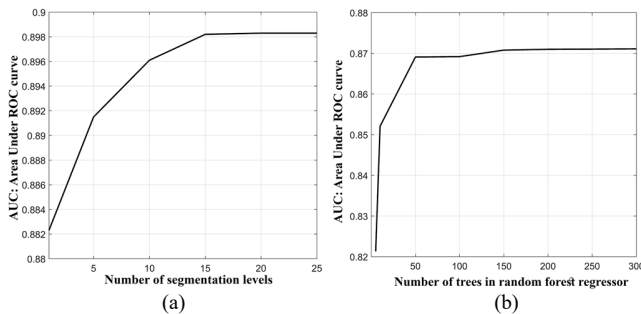 0.9
0.898
0.896
0.894
0.892
0.89
0.888
0.886
0.884
0.882
0.88
AUC: Area Under ROC curve
5 10 15 20 25
Number of segmentation levels
(a)
0.88
0.87
0.86
0.85
0.84
0.83
0.82
AUC: Area Under ROC curve
50 100 150 200 250 300
Number of trees in random forest regressor
(b)